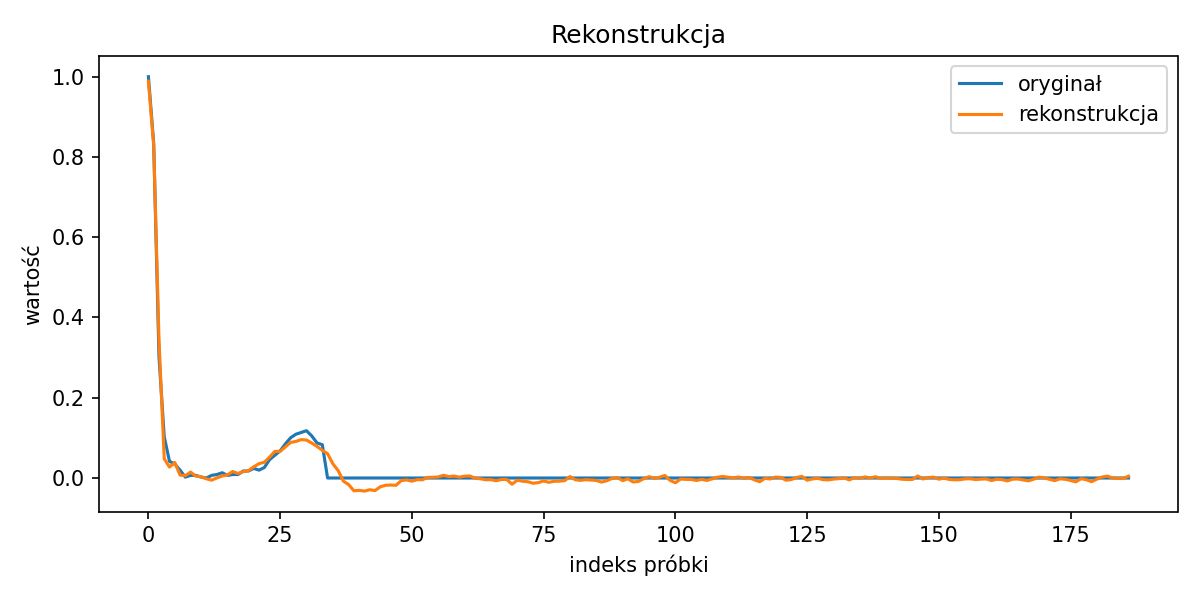 Rekonstrukcja
oryginał
rekonstrukcja
wartość
1.0
0.8
0.6
0.4
0.2
0.0
0 25 50 75 100 125 150 175
indeks próbki